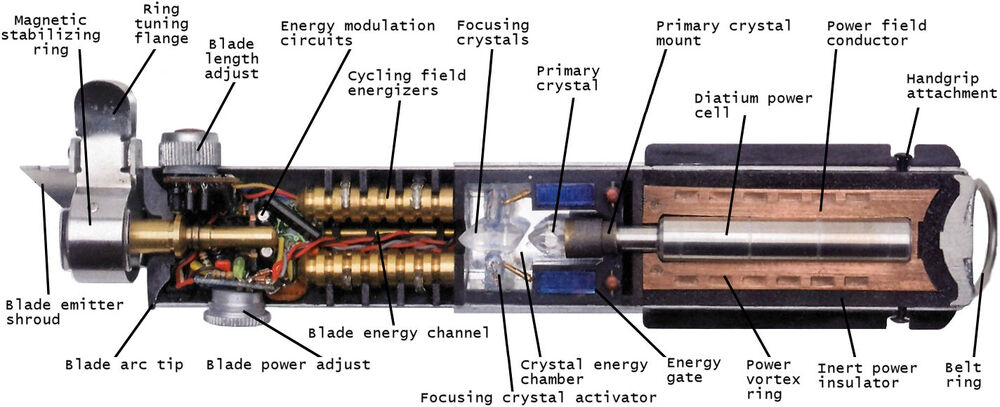 Magnetic
stabilizing
ring
Ring
tuning
flange
Blade
length
adjust
Energy modulation
circuits
Cycling field
energizers
Focusing
crystals
Primary
crystal
Primary crystal
mount
Diatium power
cell
Power field
conductor
Handgrip
attachment
Blade emitter
shroud
Blade arc tip
Blade power adjust
Blade energy channel
Focusing crystal activator
Crystal energy
chamber
Energy
gate
Power
vortex
ring
Inert power
insulator
Belt
ring